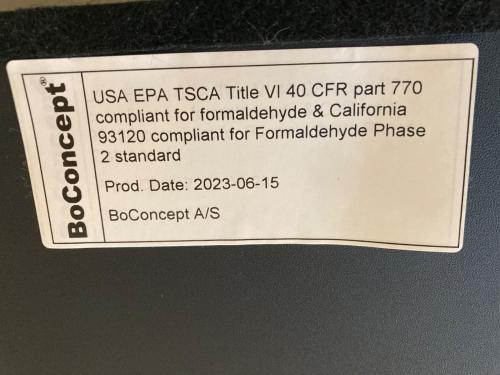 BoConcept®
USA EPA TSCA Title VI 40 CFR part 770
compliant for formaldehyde & California
93120 compliant for Formaldehyde Phase
2 standard
Prod. Date: 2023-06-15
BoConcept A/S